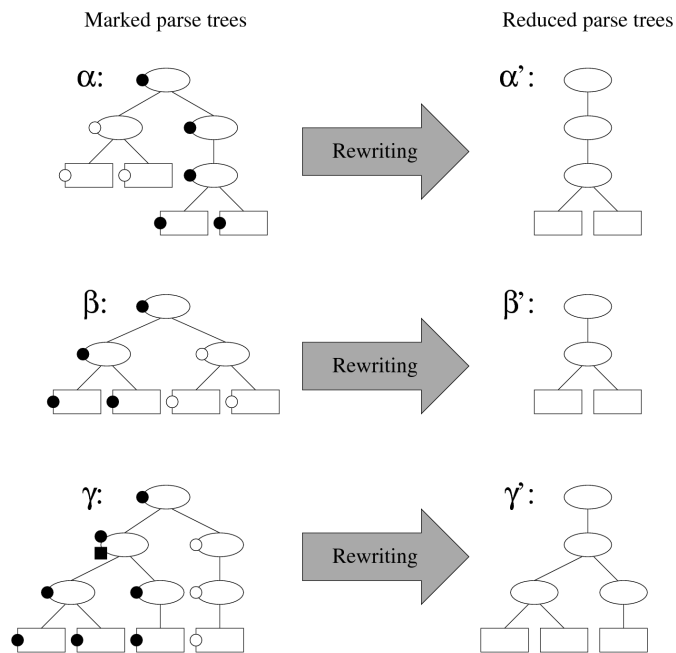 Marked parse trees
Reduced parse trees
α:
α’:
Rewriting
β:
β’:
Rewriting
γ:
γ’:
Rewriting